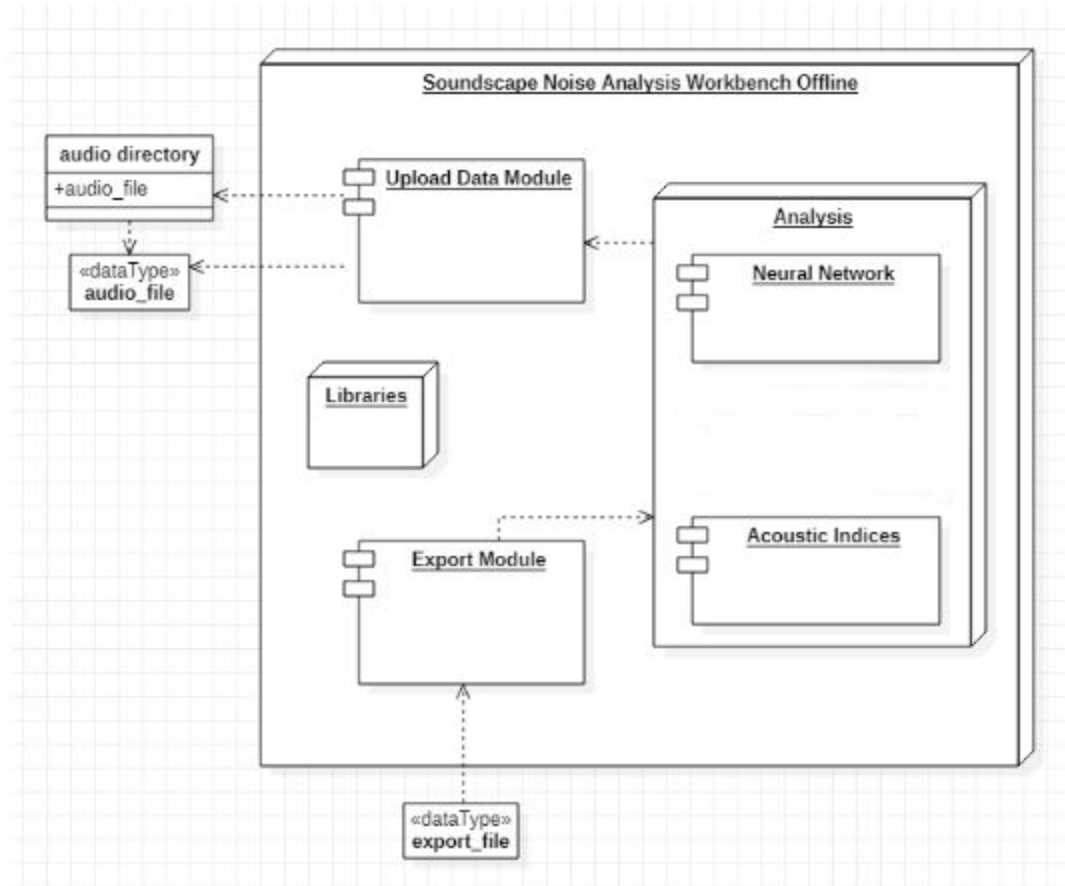 Soundscape Noise Analysis Workbench Offline
audio directory
+audio_file
«dataType»
audio_file
Upload Data Module
Analysis
Neural Network
Libraries
Acoustic Indices
Export Module
«dataType»
export_file